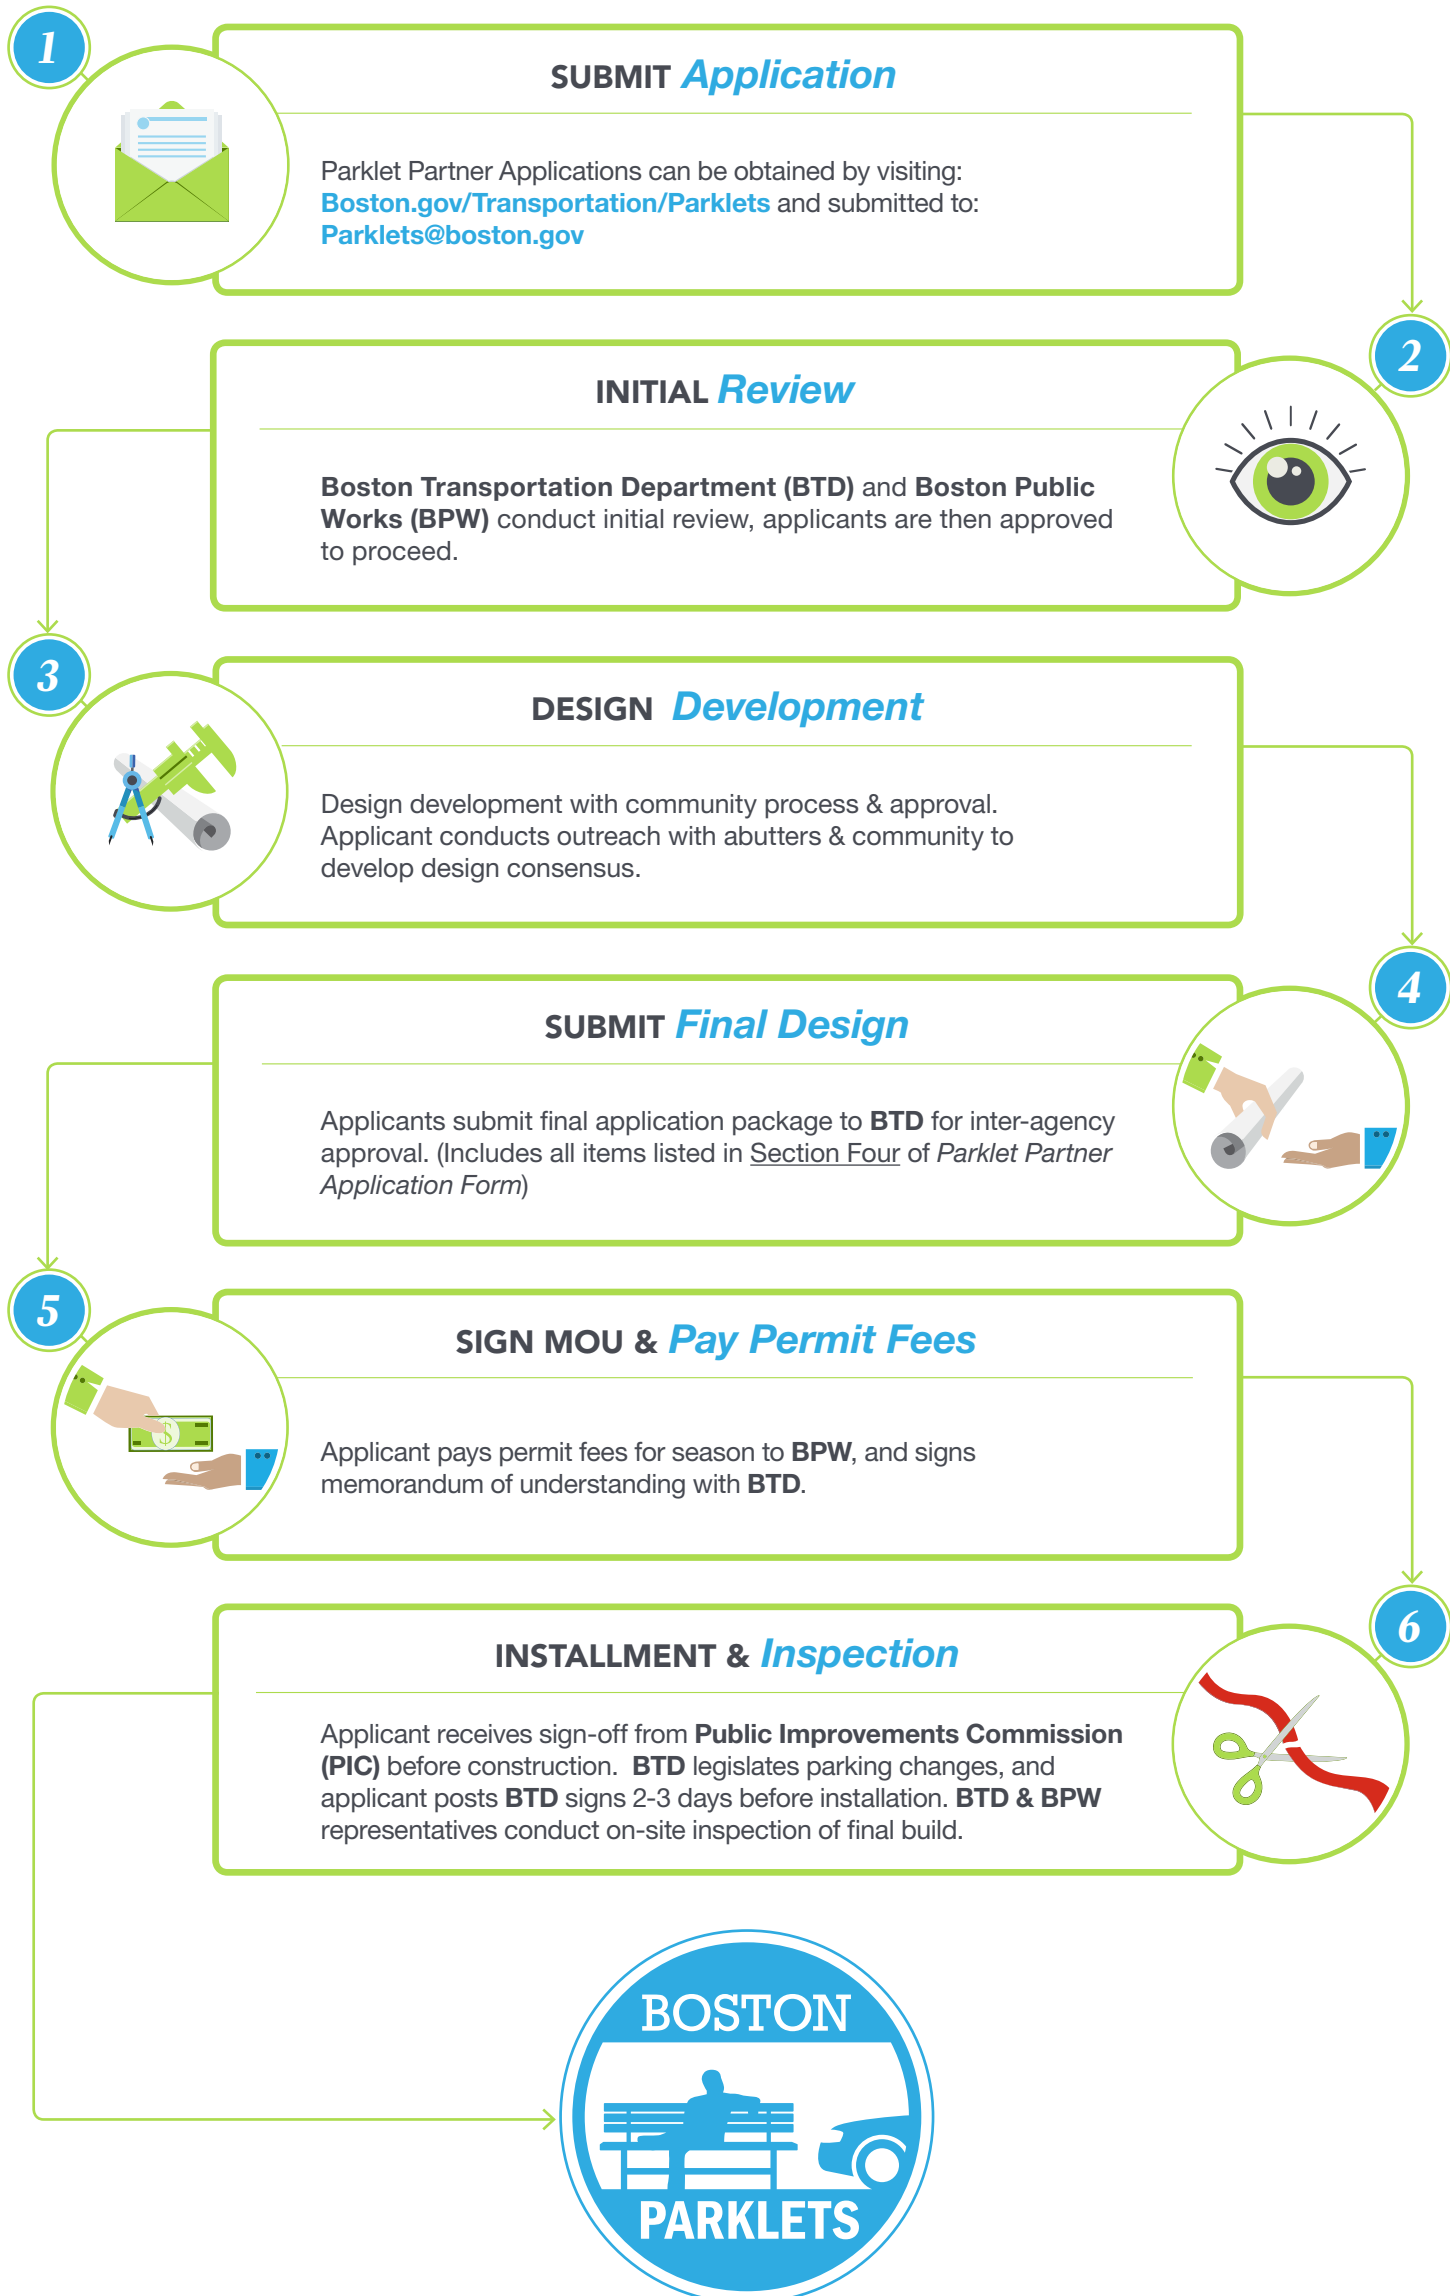 1
SUBMIT Application
Parklet Partner Applications can be obtained by visiting:
Boston.gov/Transportation/Parklets and submitted to:
Parklets@boston.gov
2
INITIAL Review
Boston Transportation Department (BTD) and Boston Public
Works (BPW) conduct initial review, applicants are then approved
to proceed.
3
DESIGN Development
Design development with community process & approval.
Applicant conducts outreach with abutters & community to
develop design consensus.
4
SUBMIT Final Design
Applicants submit final application package to BTD for inter-agency
approval. (Includes all items listed in Section Four of Parklet Partner
Application Form)
5
SIGN MOU & Pay Permit Fees
$
Applicant pays permit fees for season to BPW, and signs
memorandum of understanding with BTD.
6
INSTALLMENT & Inspection
Applicant receives sign-off from Public Improvements Commission
(PIC) before construction. BTD legislates parking changes, and
applicant posts BTD signs 2-3 days before installation. BTD & BPW
representatives conduct on-site inspection of final build.
BOSTON
PARKLETS